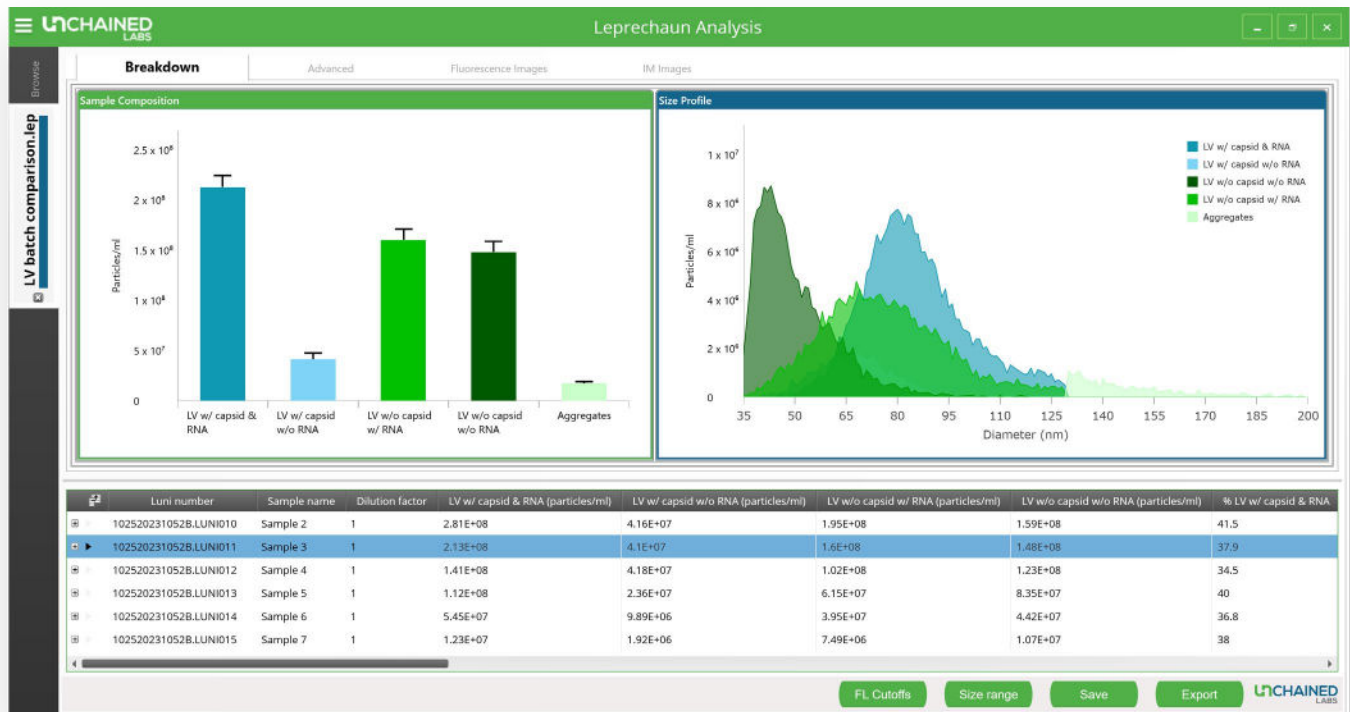 UNCHAINED
LABS
Leprechaun Analysis
Browse
LV batch comparison.lep
Breakdown
Advanced
Fluorescence Images
IM Images
Sample Composition
2.5 x 10⁸
2 x 10⁸
1.5 x 10⁸
1 x 10⁸
5 x 10⁷
0
Particles/ml
LV w/ capsid &
RNA
LV w/ capsid
w/o RNA
LV w/o capsid
w/ RNA
LV w/o capsid
w/o RNA
Aggregates
Size Profile
1 x 10⁷
8 x 10⁶
6 x 10⁶
4 x 10⁶
2 x 10⁶
0
Particles/ml
LV w/ capsid & RNA
LV w/ capsid w/o RNA
LV w/o capsid w/o RNA
LV w/o capsid w/ RNA
Aggregates
35 50 65 80 95 110 125 140 155 170 185 200
Diameter (nm)
Luni number Sample name Dilution factor LV w/ capsid & RNA (particles/ml) LV w/ capsid w/o RNA (particles/ml) LV w/o capsid w/ RNA (particles/ml) LV w/o capsid w/o RNA (particles/ml) % LV w/ capsid & RNA
102520231052B.LUNI010 Sample 2 1 2.81E+08 4.16E+07 1.95E+08 1.59E+08 41.5
102520231052B.LUNI011 Sample 3 1 2.13E+08 4.1E+07 1.6E+08 1.48E+08 37.9
102520231052B.LUNI012 Sample 4 1 1.41E+08 4.18E+07 1.02E+08 1.23E+08 34.5
102520231052B.LUNI013 Sample 5 1 1.12E+08 2.36E+07 6.15E+07 8.35E+07 40
102520231052B.LUNI014 Sample 6 1 5.45E+07 9.89E+06 3.95E+07 4.42E+07 36.8
102520231052B.LUNI015 Sample 7 1 1.23E+07 1.92E+06 7.49E+06 1.07E+07 38
FL Cutoffs
Size range
Save
Export
UNCHAINED
LABS